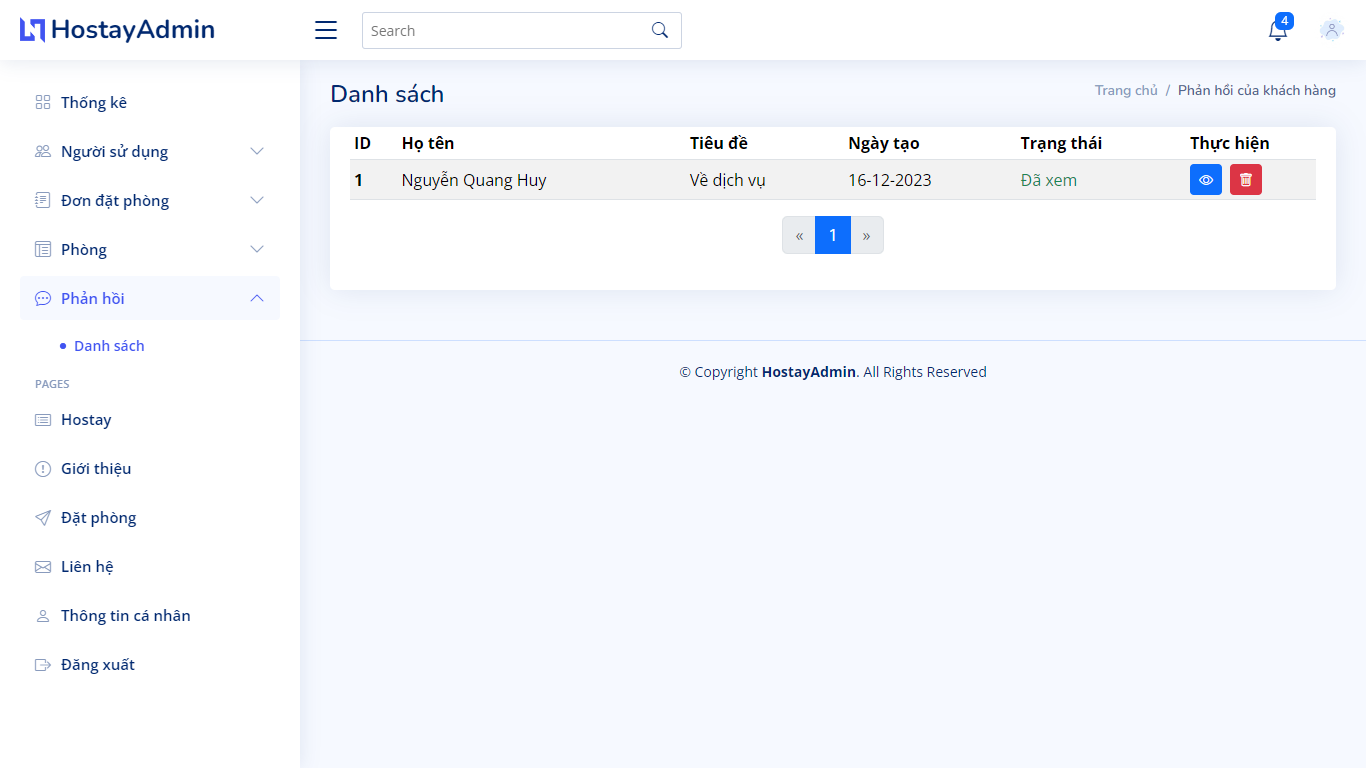 HostayAdmin
Search
4
Thống kê
Người sử dụng
Đơn đặt phòng
Phòng
Phản hồi
Danh sách
PAGES
Hostay
Giới thiệu
Đặt phòng
Liên hệ
Thông tin cá nhân
Đăng xuất
Danh sách
Trang chủ / Phản hồi của khách hàng
ID Họ tên Tiêu đề Ngày tạo Trạng thái Thực hiện
1 Nguyễn Quang Huy Về dịch vụ 16-12-2023 Đã xem
« 1 »
© Copyright HostayAdmin. All Rights Reserved